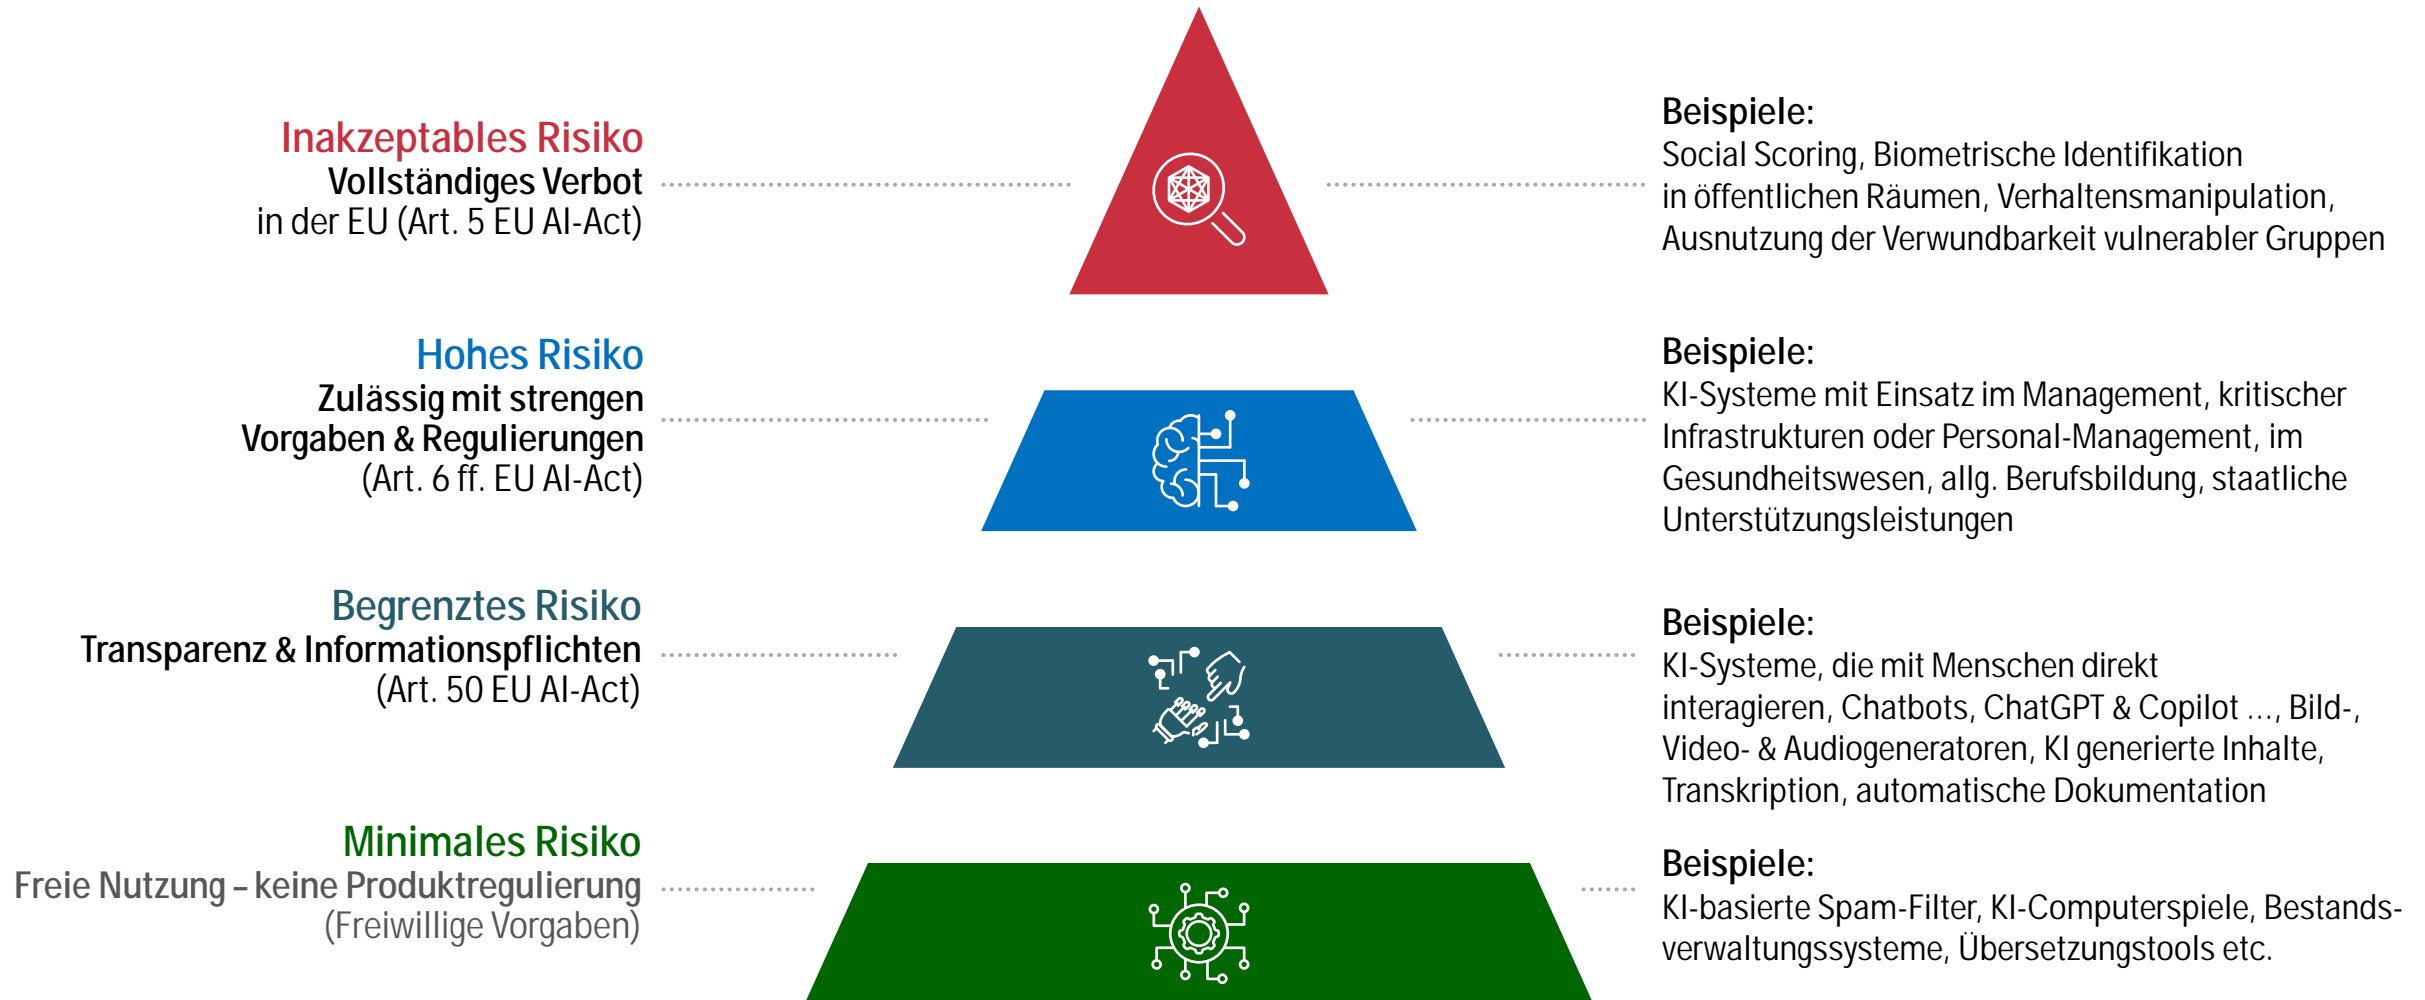 Inakzeptables Risiko
Vollständiges Verbot
in der EU (Art. 5 EU AI-Act)
Beispiele:
Social Scoring, Biometrische Identifikation
in öffentlichen Räumen, Verhaltensmanipulation,
Ausnutzung der Verwundbarkeit vulnerabler Gruppen
Hohes Risiko
Zulässig mit strengen
Vorgaben & Regulierungen
(Art. 6 ff. EU AI-Act)
Beispiele:
KI-Systeme mit Einsatz im Management, kritischer
Infrastrukturen oder Personal-Management, im
Gesundheitswesen, allg. Berufsbildung, staatliche
Unterstützungsleistungen
Begrenztes Risiko
Transparenz & Informationspflichten
(Art. 50 EU AI-Act)
Beispiele:
KI-Systeme, die mit Menschen direkt
interagieren, Chatbots, ChatGPT & Copilot ..., Bild-,
Video- & Audiogeneratoren, KI generierte Inhalte,
Transkription, automatische Dokumentation
Minimales Risiko
Freie Nutzung – keine Produktregulierung
(Freiwillige Vorgaben)
Beispiele:
KI-basierte Spam-Filter, KI-Computerspiele, Bestands-
verwaltungssysteme, Übersetzungstools etc.